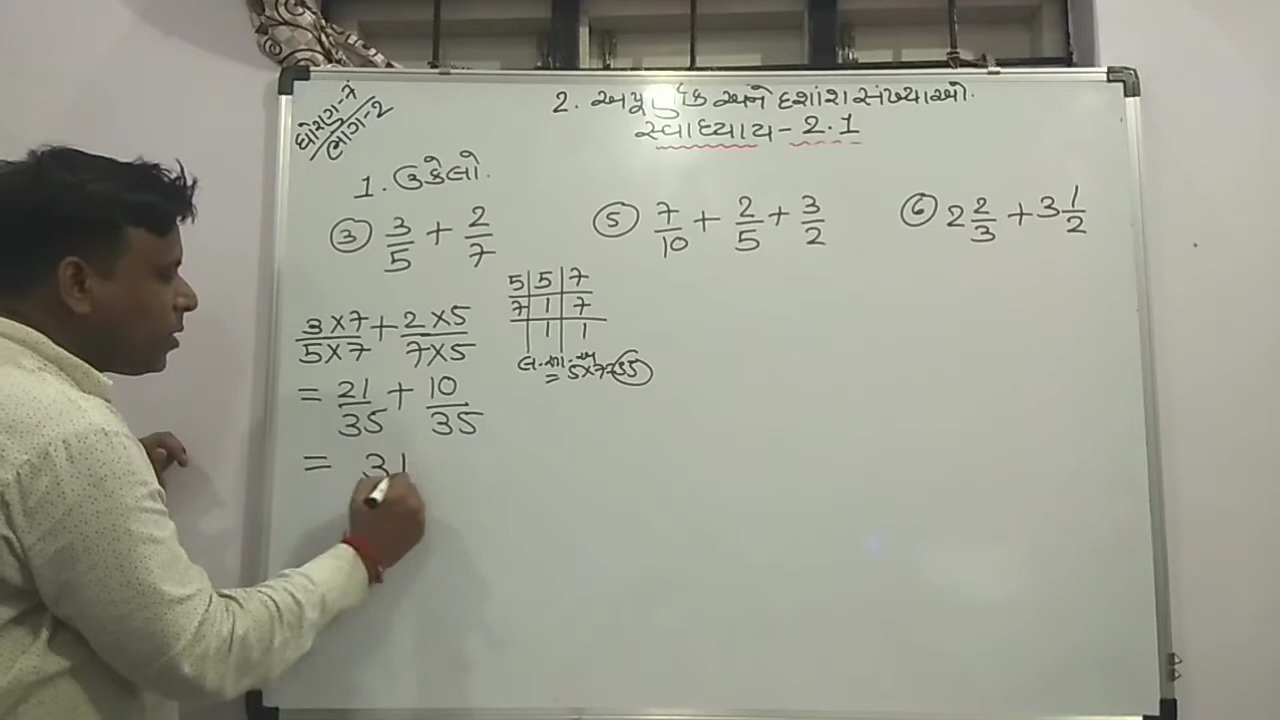 ધોરણ-7
ભાગ-2
2. અપૂર્ણાંક અને દશાંશ સંખ્યાઓ.
સ્વાધ્યાય - 2.1
1. ઉકેલો.
③ 3/5 + 2/7
⑤ 7/10 + 2/5 + 3/2
⑥ 2 2/3 + 3 1/2
5 | 5 | 7
7 | 1 | 7
| 1 | 1
લ.સા.અ
= 5×7=35
3×7/5×7 + 2×5/7×5
= 21/35 + 10/35
= 31